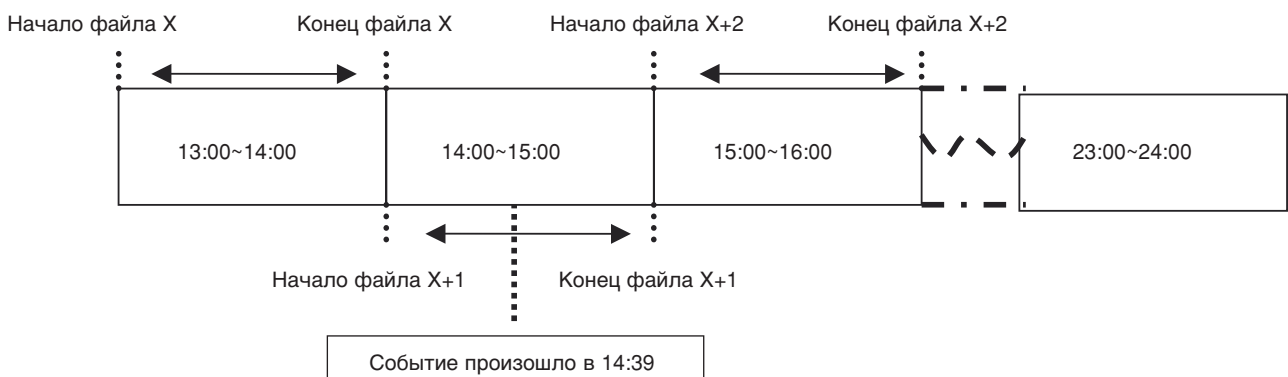 Начало файла X
Конец файла X
Начало файла X+2
Конец файла X+2
13:00~14:00
14:00~15:00
15:00~16:00
23:00~24:00
Начало файла X+1
Конец файла X+1
Событие произошло в 14:39